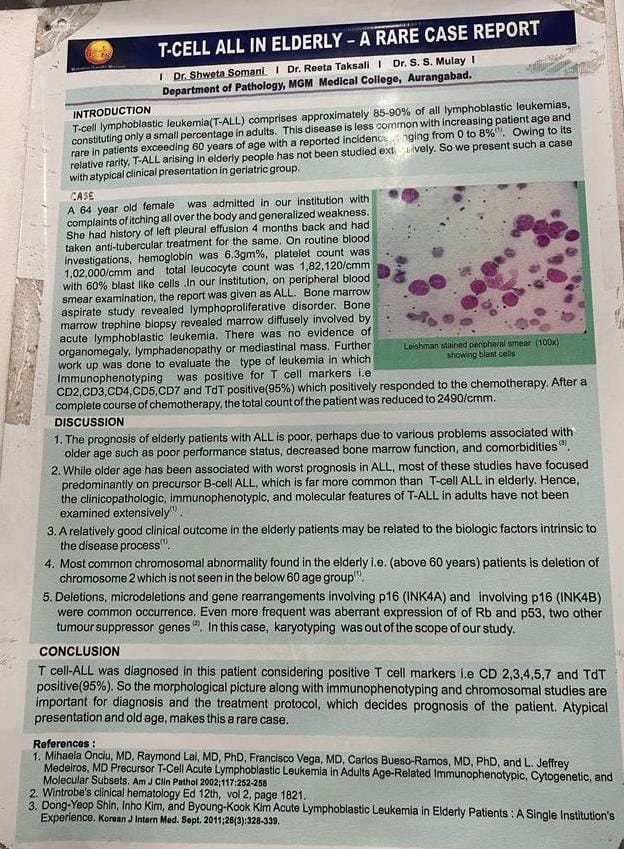 T-CELL ALL IN ELDERLY – A RARE CASE REPORT
I Dr. Shweta Somani I Dr. Reeta Taksali I Dr. S. S. Mulay I
Department of Pathology, MGM Medical College, Aurangabad.
INTRODUCTION
T-cell lymphoblastic leukemia(T-ALL) comprises approximately 85-90% of all lymphoblastic leukemias,
constituting only a small percentage in adults. This disease is less common with increasing patient age and
rare in patients exceeding 60 years of age with a reported nging from 0 to 8%(1). Owing to its
relative rarity, T-ALL arising in elderly people has not been studied So we present such a case
with atypical clinical presentation in geriatric group.
CASE
A 64 year old female was admitted in our institution with
complaints of itching all over the body and generalized weakness.
She had history of left pleural effusion 4 months back and had
taken anti-tubercular treatment for the same. On routine blood
investigations, hemoglobin was 6.3gm%, platelet count was
1,02,000/cmm and total leucocyte count was 1,82,120/cmm
with 60% blast like cells .In our institution, on peripheral blood
smear examination, the report was given as ALL. Bone marrow
aspirate study revealed lymphoproliferative disorder. Bone
marrow trephine biopsy revealed marrow diffusely involved by
acute lymphoblastic leukemia. There was no evidence of
organomegaly, lymphadenopathy or mediastinal mass. Further
work up was done to evaluate the type of leukemia in which
Immunophenotyping was positive for T cell markers i.e
CD2,CD3,CD4,CD5,CD7 and TdT positive(95%) which positively responded to the chemotherapy. After a
complete course of chemotherapy, the total count of the patient was reduced to 2490/cmm.
Leishman stained peripheral smear (100x)
showing blast cells
DISCUSSION
1. The prognosis of elderly patients with ALL is poor, perhaps due to various problems associated with
older age such as poor performance status, decreased bone marrow function, and comorbidities (3).
2. While older age has been associated with worst prognosis in ALL, most of these studies have focused
predominantly on precursor B-cell ALL, which is far more common than T-cell ALL in elderly. Hence,
the clinicopathologic, immunophenotypic, and molecular features of T-ALL in adults have not been
examined extensively(1) .
3. A relatively good clinical outcome in the elderly patients may be related to the biologic factors intrinsic to
the disease process(1).
4. Most common chromosomal abnormality found in the elderly i.e. (above 60 years) patients is deletion of
chromosome 2 which is not seen in the below 60 age group(1).
5. Deletions, microdeletions and gene rearrangements involving p16 (INK4A) and involving p16 (INK4B)
were common occurrence. Even more frequent was aberrant expression of of Rb and p53, two other
tumour suppressor genes (2). In this case, karyotyping was out of the scope of our study.
CONCLUSION
T cell-ALL was diagnosed in this patient considering positive T cell markers i.e CD 2,3,4,5,7 and TdT
positive(95%). So the morphological picture along with immunophenotyping and chromosomal studies are
important for diagnosis and the treatment protocol, which decides prognosis of the patient. Atypical
presentation and old age, makes this a rare case.
References :
1. Mihaela Onciu, MD, Raymond Lai, MD, PhD, Francisco Vega, MD, Carlos Bueso-Ramos, MD, PhD, and L. Jeffrey
Medeiros, MD Precursor T-Cell Acute Lymphoblastic Leukemia in Adults Age-Related Immunophenotypic, Cytogenetic, and
Molecular Subsets. Am J Clin Pathol 2002;117:252-258
2. Wintrobe's clinical hematology Ed 12th, vol 2, page 1821.
3. Dong-Yeop Shin, Inho Kim, and Byoung-Kook Kim Acute Lymphoblastic Leukemia in Elderly Patients : A Single Institution's
Experience. Korean J Intern Med. Sept. 2011;26(3):328-339.